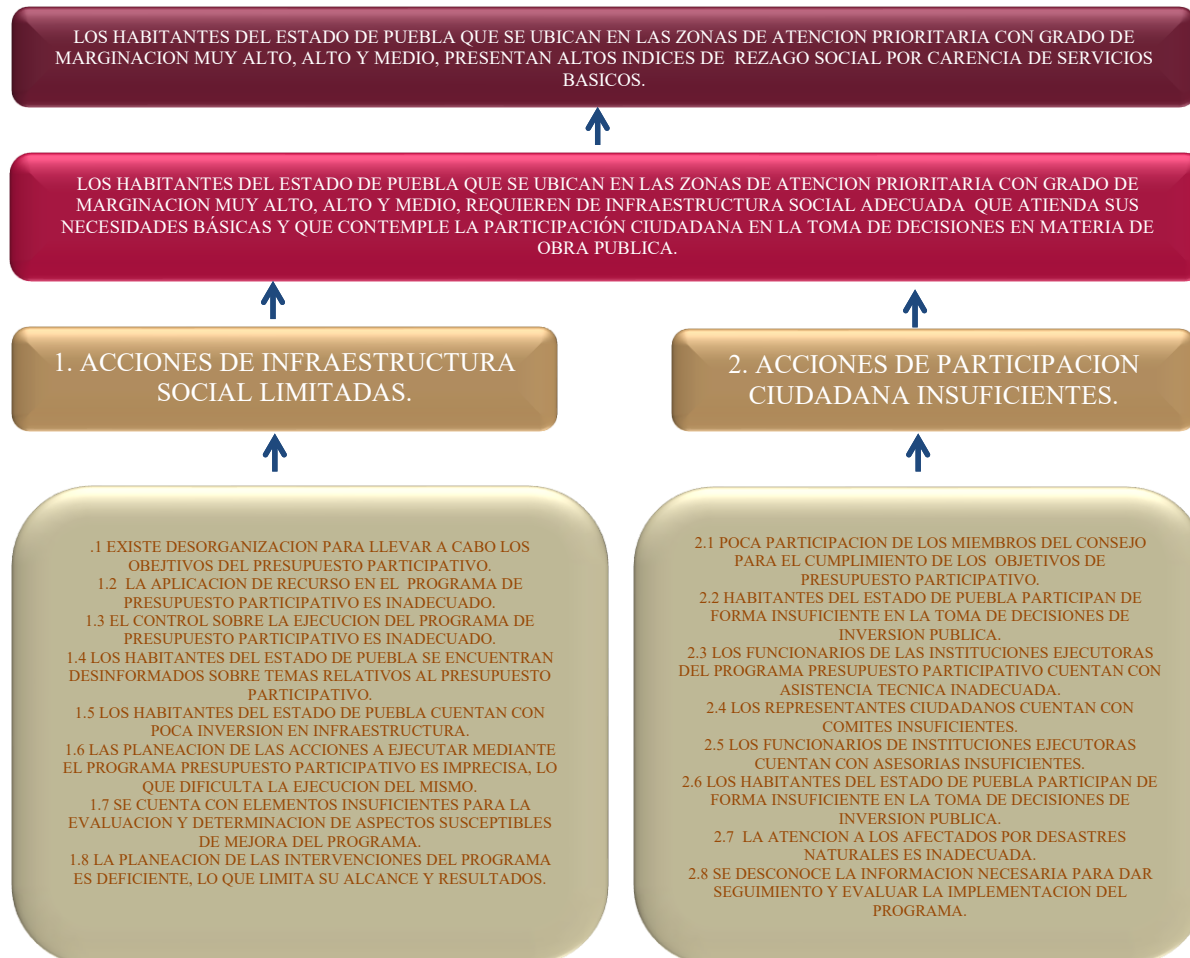 LOS HABITANTES DEL ESTADO DE PUEBLA QUE SE UBICAN EN LAS ZONAS DE ATENCION PRIORITARIA CON GRADO DE
MARGINACION MUY ALTO, ALTO Y MEDIO, PRESENTAN ALTOS INDICES DE REZAGO SOCIAL POR CARENCIA DE SERVICIOS
BASICOS.
LOS HABITANTES DEL ESTADO DE PUEBLA QUE SE UBICAN EN LAS ZONAS DE ATENCION PRIORITARIA CON GRADO DE
MARGINACION MUY ALTO, ALTO Y MEDIO, REQUIEREN DE INFRAESTRUCTURA SOCIAL ADECUADA QUE ATIENDA SUS
NECESIDADES BÁSICAS Y QUE CONTEMPLE LA PARTICIPACIÓN CIUDADANA EN LA TOMA DE DECISIONES EN MATERIA DE
OBRA PUBLICA.
1. ACCIONES DE INFRAESTRUCTURA
SOCIAL LIMITADAS.
2. ACCIONES DE PARTICIPACION
CIUDADANA INSUFICIENTES.
.1 EXISTE DESORGANIZACION PARA LLEVAR A CABO LOS
OBEJTIVOS DEL PRESUPUESTO PARTICIPATIVO.
1.2 LA APLICACION DE RECURSO EN EL PROGRAMA DE
PRESUPUESTO PARTICIPATIVO ES INADECUADO.
1.3 EL CONTROL SOBRE LA EJECUCION DEL PROGRAMA DE
PRESUPUESTO PARTICIPATIVO ES INADECUADO.
1.4 LOS HABITANTES DEL ESTADO DE PUEBLA SE ENCUENTRAN
DESINFORMADOS SOBRE TEMAS RELATIVOS AL PRESUPUESTO
PARTICIPATIVO.
1.5 LOS HABITANTES DEL ESTADO DE PUEBLA CUENTAN CON
POCA INVERSION EN INFRAESTRUCTURA.
1.6 LAS PLANEACION DE LAS ACCIONES A EJECUTAR MEDIANTE
EL PROGRAMA PRESUPUESTO PARTICIPATIVO ES IMPRECISA, LO
QUE DIFICULTA LA EJECUCION DEL MISMO.
1.7 SE CUENTA CON ELEMENTOS INSUFICIENTES PARA LA
EVALUACION Y DETERMINACION DE ASPECTOS SUSCEPTIBLES
DE MEJORA DEL PROGRAMA.
1.8 LA PLANEACION DE LAS INTERVENCIONES DEL PROGRAMA
ES DEFICIENTE, LO QUE LIMITA SU ALCANCE Y RESULTADOS.
2.1 POCA PARTICIPACION DE LOS MIEMBROS DEL CONSEJO
PARA EL CUMPLIMIENTO DE LOS OBJETIVOS DE
PRESUPUESTO PARTICIPATIVO.
2.2 HABITANTES DEL ESTADO DE PUEBLA PARTICIPAN DE
FORMA INSUFICIENTE EN LA TOMA DE DECISIONES DE
INVERSION PUBLICA.
2.3 LOS FUNCIONARIOS DE LAS INSTITUCIONES EJECUTORAS
DEL PROGRAMA PRESUPUESTO PARTICIPATIVO CUENTAN CON
ASISTENCIA TECNICA INADECUADA.
2.4 LOS REPRESENTANTES CIUDADANOS CUENTAN CON
COMITES INSUFICIENTES.
2.5 LOS FUNCIONARIOS DE INSTITUCIONES EJECUTORAS
CUENTAN CON ASESORIAS INSUFICIENTES.
2.6 LOS HABITANTES DEL ESTADO DE PUEBLA PARTICIPAN DE
FORMA INSUFICIENTE EN LA TOMA DE DECISIONES DE
INVERSION PUBLICA.
2.7 LA ATENCION A LOS AFECTADOS POR DESASTRES
NATURALES ES INADECUADA.
2.8 SE DESCONOCE LA INFORMACION NECESARIA PARA DAR
SEGUIMIENTO Y EVALUAR LA IMPLEMENTACION DEL
PROGRAMA.